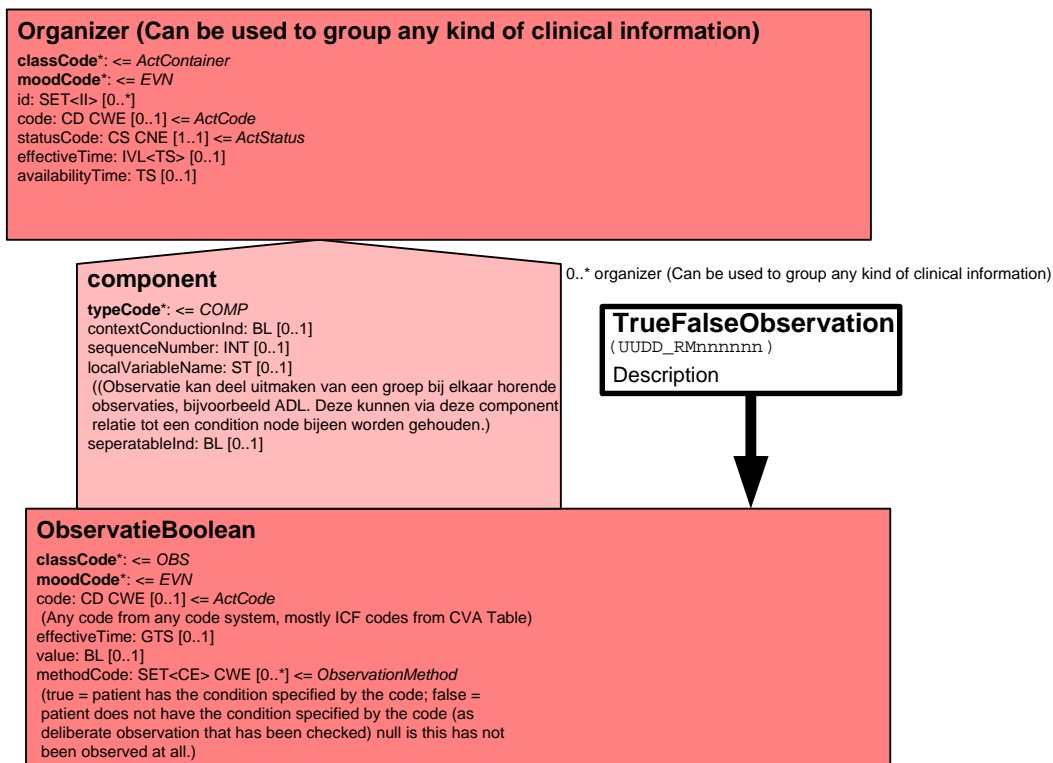 Organizer (Can be used to group any kind of clinical information)
classCode*: <= ActContainer
moodCode*: <= EVN
id: SET<II> [0..*]
code: CD CWE [0..1] <= ActCode
statusCode: CS CNE [1..1] <= ActStatus
effectiveTime: IVL<TS> [0..1]
availabilityTime: TS [0..1]
component
typeCode*: <= COMP
contextConductionInd: BL [0..1]
sequenceNumber: INT [0..1]
localVariableName: ST [0..1]
((Observatie kan deel uitmaken van een groep bij elkaar horende
observaties, bijvoorbeeld ADL. Deze kunnen via deze component
relatie tot een condition node bijeen worden gehouden.)
seperatableInd: BL [0..1]
0..* organizer (Can be used to group any kind of clinical information)
TrueFalseObservation
(UUDD_RMnnnnnn)
Description
ObservatieBoolean
classCode*: <= OBS
moodCode*: <= EVN
code: CD CWE [0..1] <= ActCode
(Any code from any code system, mostly ICF codes from CVA Table)
effectiveTime: GTS [0..1]
value: BL [0..1]
methodCode: SET<CE> CWE [0..*] <= ObservationMethod
(true = patient has the condition specified by the code; false =
patient does not have the condition specified by the code (as
deliberate observation that has been checked) null is this has not
been observed at all.)